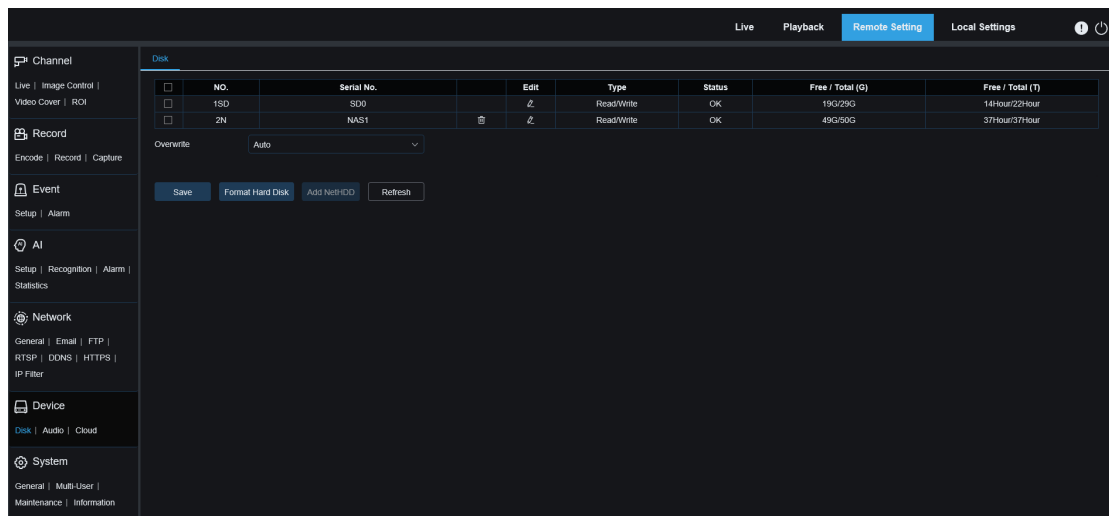 Live Playback Remote Setting Local Settings
Channel
Live | Image Control |
Video Cover | ROI
Record
Encode | Record | Capture
Event
Setup | Alarm
AI
Setup | Recognition | Alarm |
Statistics
Network
General | Email | FTP |
RTSP | DDNS | HTTPS |
IP Filter
Device
Disk | Audio | Cloud
System
General | Multi-User |
Maintenance | Information
Disk
NO. Serial No. Edit Type Status Free / Total (G) Free / Total (T)
1SD SD0 Read/Write OK 19G/29G 14Hour/22Hour
2N NAS1 Read/Write OK 49G/50G 37Hour/37Hour
Overwrite Auto
Save Format Hard Disk Add NetHDD Refresh